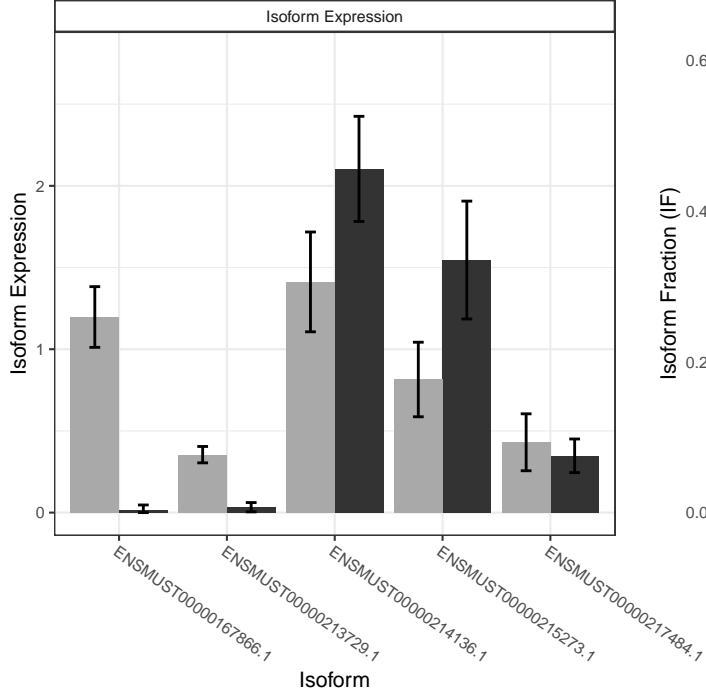 Isoform Expression
Isoform Expression
2
1
0
ENSMUST00000167866.1
ENSMUST00000213729.1
ENSMUST00000214136.1
ENSMUST00000215273.1
ENSMUST00000217484.1
Isoform
Isoform Fraction (IF)
0.6
0.4
0.2
0.0